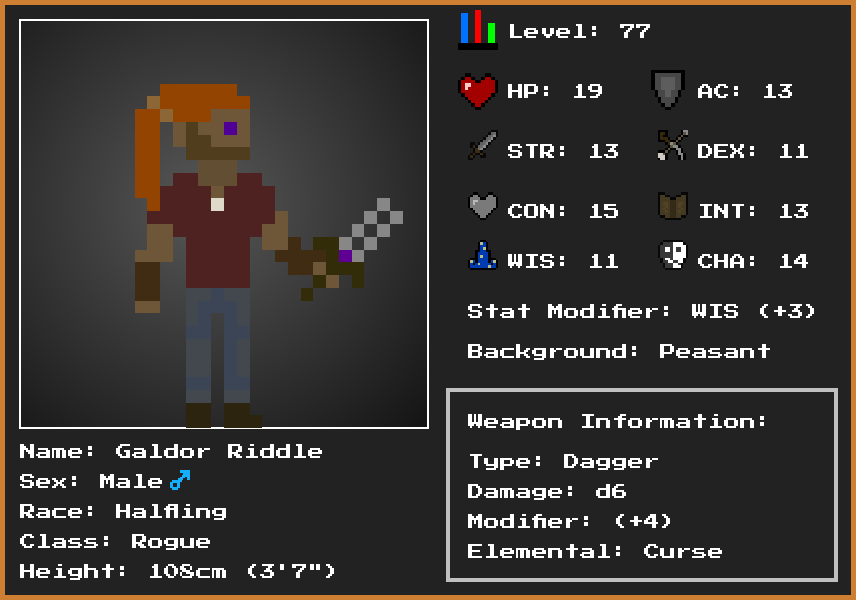 Level: 77
HP: 19 AC: 13
STR: 13 DEX: 11
CON: 15 INT: 13
WIS: 11 CHA: 14
Stat Modifier: WIS (+3)
Background: Peasant
Weapon Information:
Type: Dagger
Damage: d6
Modifier: (+4)
Elemental: Curse
Name: Galdor Riddle
Sex: Male ♂
Race: Halfling
Class: Rogue
Height: 108cm (3'7")